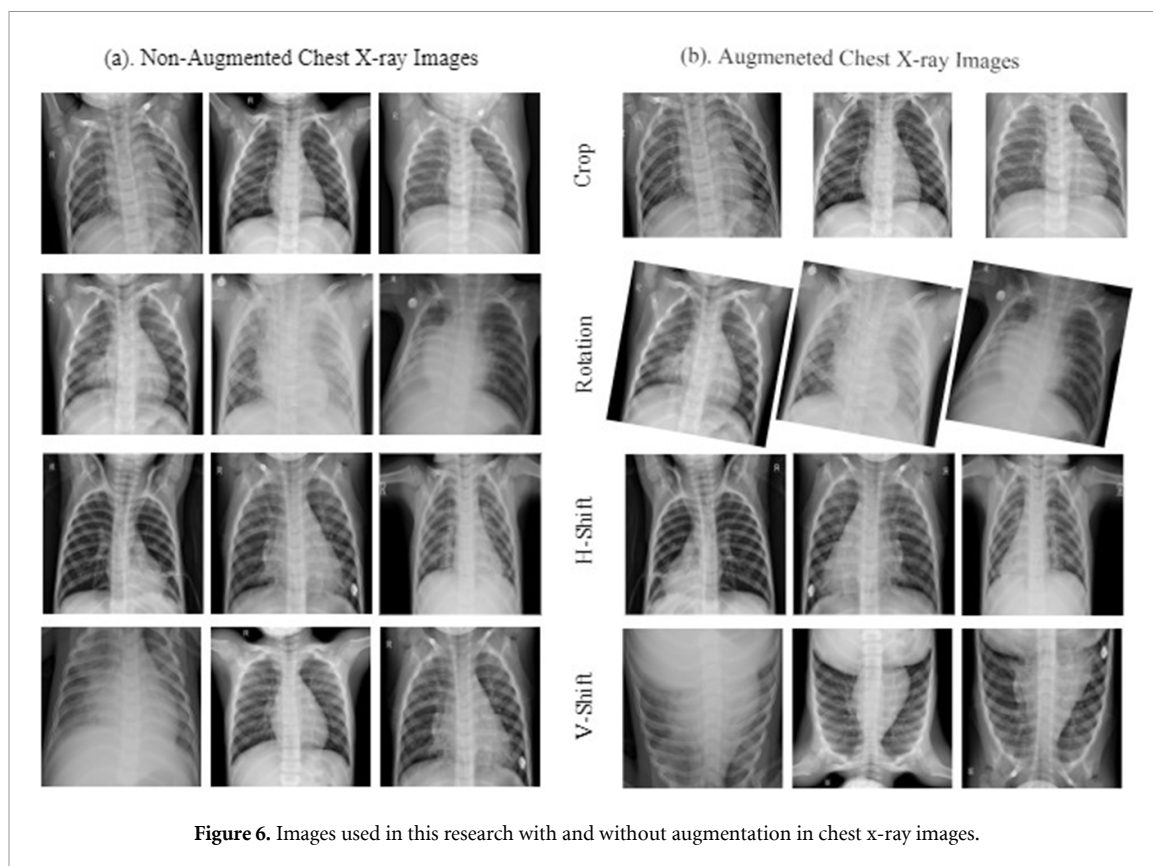 (a). Non-Augmented Chest X-ray Images
(b). Augmeneted Chest X-ray Images
Crop
Rotation
H-Shift
V-Shift
Figure 6. Images used in this research with and without augmentation in chest x-ray images.